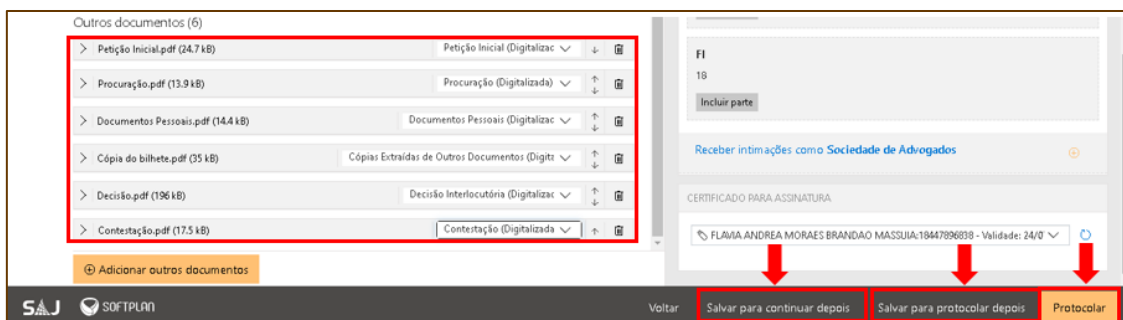 Outros documentos (6)
Petição Inicial.pdf (24.7 kB) Petição Inicial (Digitalizac
Procuração.pdf (13.9 kB) Procuração (Digitalizada)
Documentos Pessoais.pdf (14.4 kB) Documentos Pessoais (Digitalizac
Cópia do bilhete.pdf (35 kB) Cópias Extraídas de Outros Documentos (Digita
Decisão.pdf (196 kB) Decisão Interlocutória (Digitalizac
Contestação.pdf (17.5 kB) Contestação (Digitalizada
Adicionar outros documentos
FI
18
Incluir parte
Receber intimações como Sociedade de Advogados
CERTIFICADO PARA ASSINATURA
FLAVIA ANDREA MORAES BRANDAO MASSUIA:18447896838 - Validade: 24/0
SAJ SOFTPLAN Voltar Salvar para continuar depois Salvar para protocolar depois Protocolar